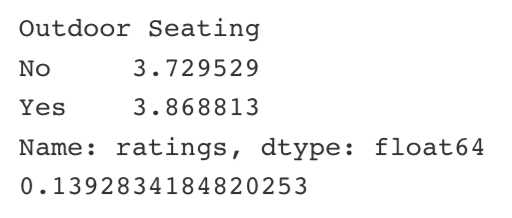 Outdoor Seating
No     3.729529
Yes    3.868813
Name: ratings, dtype: float64
0.1392834184820253